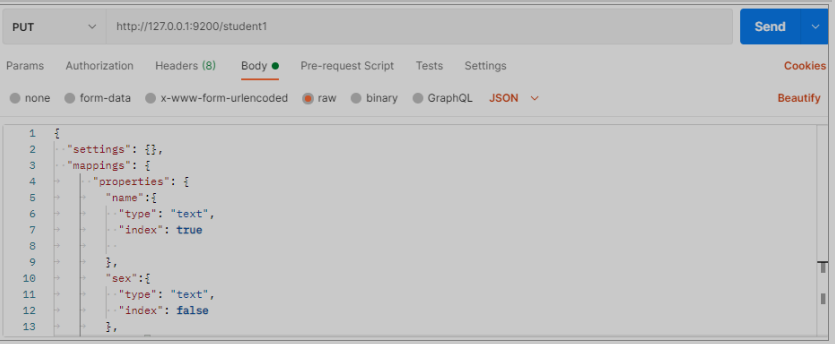 PUT http://127.0.0.1:9200/student1 Send
Params Authorization Headers (8) Body Pre-request Script Tests Settings Cookies
none form-data x-www-form-urlencoded raw binary GraphQL JSON Beautify
1 {
2 "settings": {},
3 "mappings": {
4 "properties": {
5 "name":{
6 "type": "text",
7 "index": true
8
9 },
10 "sex":{
11 "type": "text",
12 "index": false
13 },